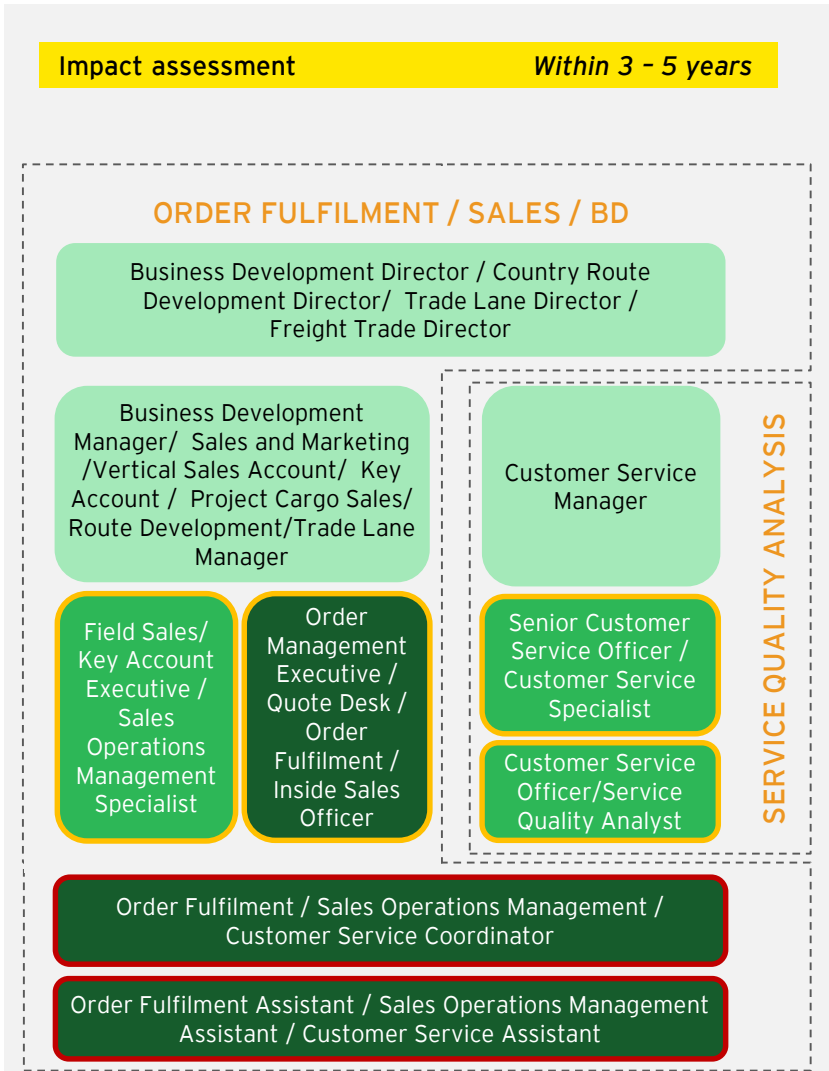 Impact assessment
Within 3 – 5 years
ORDER FULFILMENT / SALES / BD
Business Development Director / Country Route
Development Director/ Trade Lane Director /
Freight Trade Director
Business Development
Manager/ Sales and Marketing
/Vertical Sales Account/ Key
Account / Project Cargo Sales/
Route Development/Trade Lane
Manager
Customer Service
Manager
SERVICE QUALITY ANALYSIS
Field Sales/
Key Account
Executive /
Sales
Operations
Management
Specialist
Order
Management
Executive /
Quote Desk /
Order
Fulfilment /
Inside Sales
Officer
Senior Customer
Service Officer /
Customer Service
Specialist
Customer Service
Officer/Service
Quality Analyst
Order Fulfilment / Sales Operations Management /
Customer Service Coordinator
Order Fulfilment Assistant / Sales Operations Management
Assistant / Customer Service Assistant